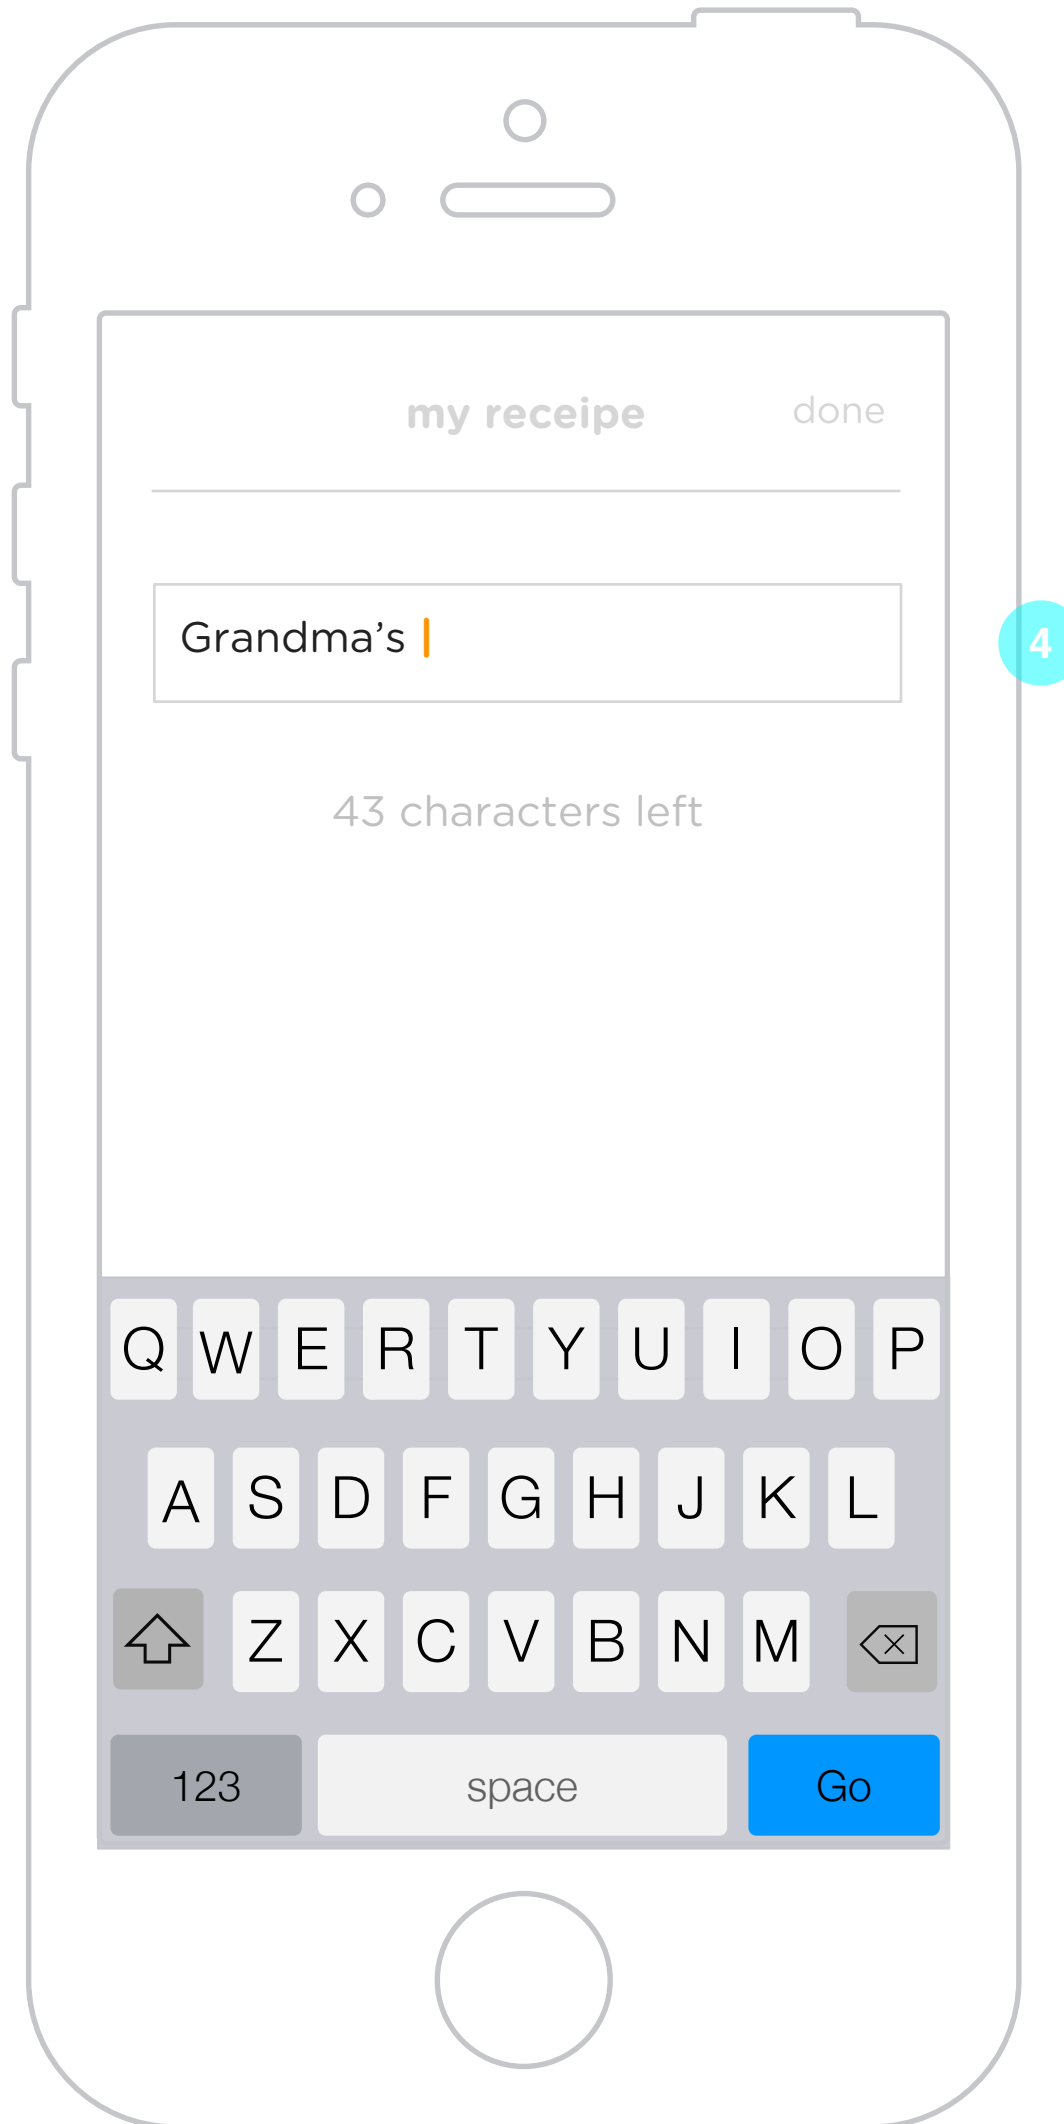 my receipe done
Grandma’s
4
43 characters left
Q W E R T Y U I O P
A S D F G H J K L
Z X C V B N M
123 space Go